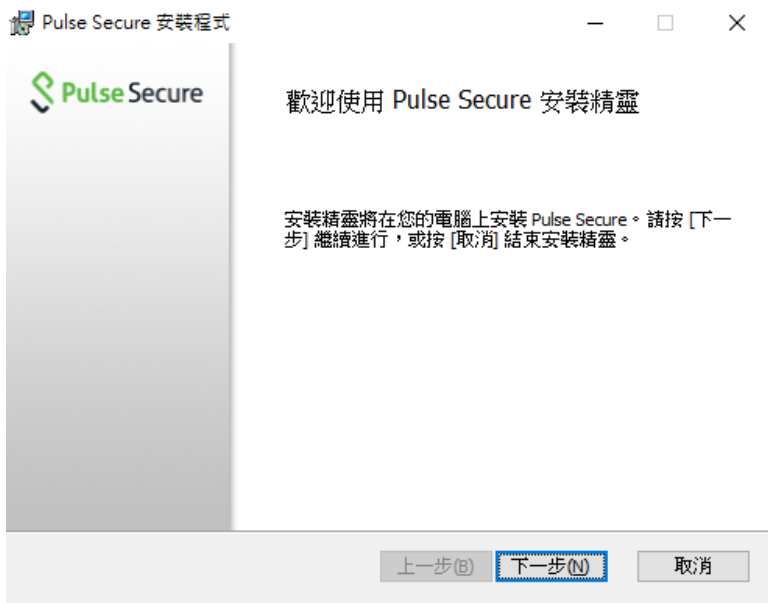 Pulse Secure 安裝程式
Pulse Secure
歡迎使用 Pulse Secure 安裝精靈
安裝精靈將在您的電腦上安裝 Pulse Secure。請按 [下一
步] 繼續進行，或按 [取消] 結束安裝精靈。
上一步(B) 下一步(N) 取消